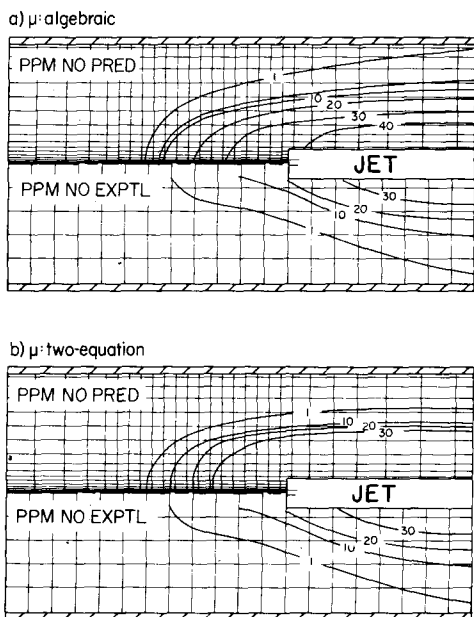 a) μ: algebraic
PPM NO PRED
1
10
20
30
40
JET
PPM NO EXPTL
30
20
10
1
b) μ: two-equation
PPM NO PRED
1
10
20
30
JET
PPM NO EXPTL
30
20
10
1